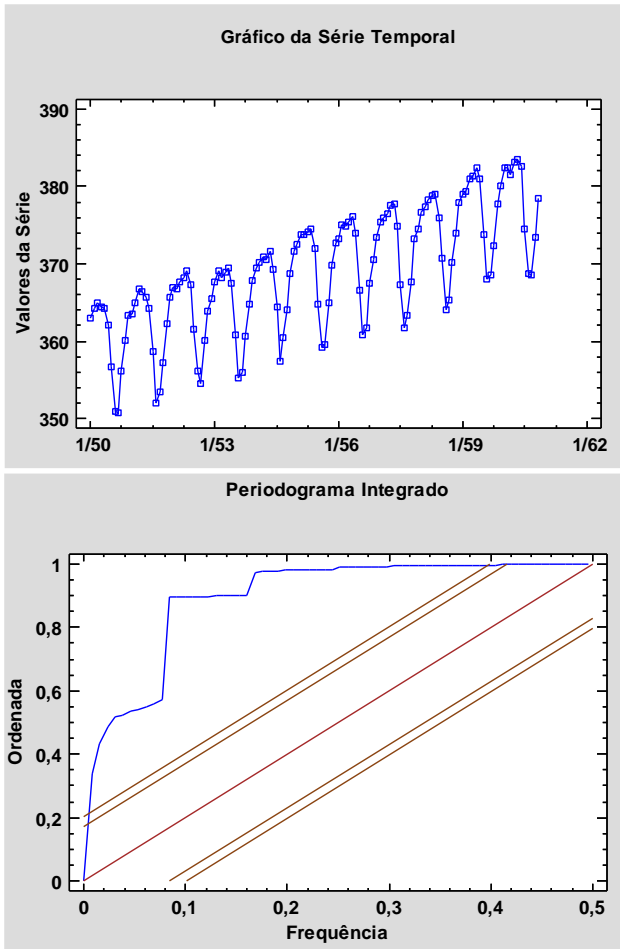 Gráfico da Série Temporal
390
380
370
360
350
Valores da Série
1/50 1/53 1/56 1/59 1/62
Periodograma Integrado
1
0,8
0,6
0,4
0,2
0
Ordenada
0 0,1 0,2 0,3 0,4 0,5
Frequência